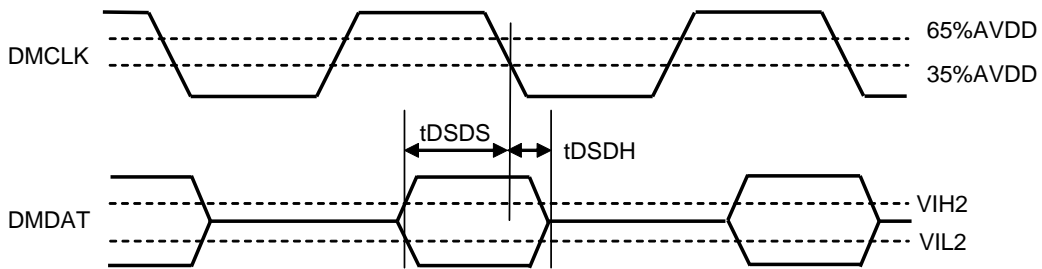 65%AVDD
DMCLK
35%AVDD
tDSDS
tDSDH
VIH2
DMDAT
VIL2